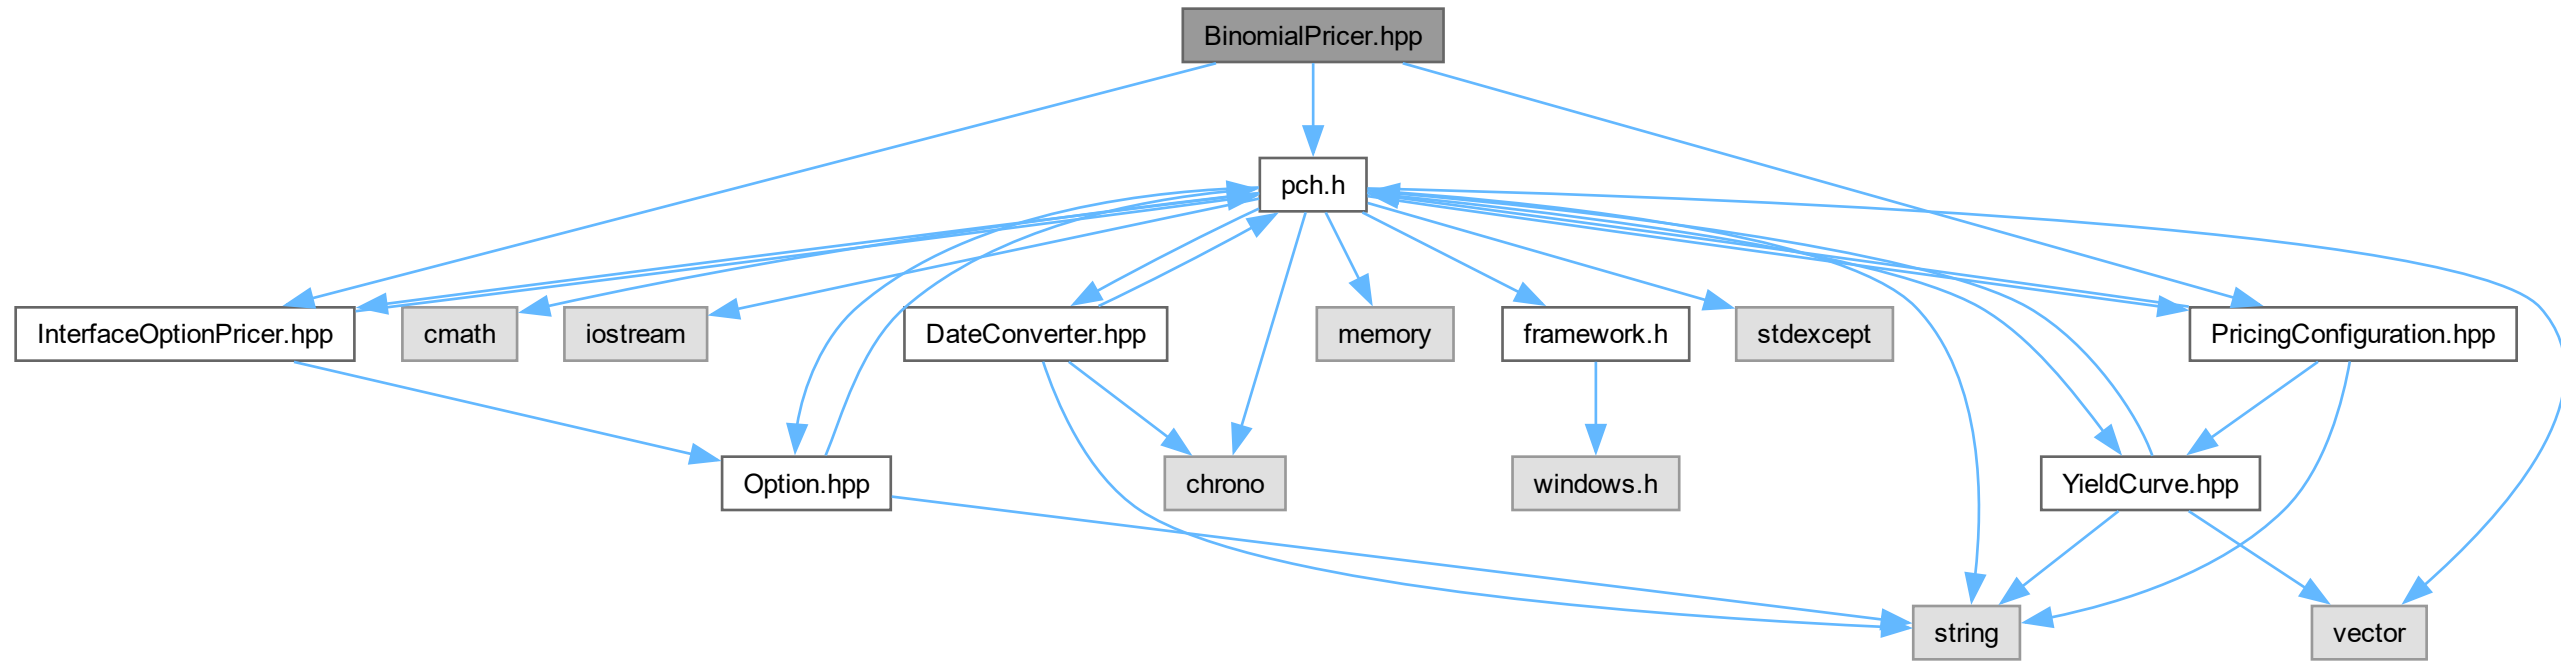 BinomialPricer.hpp
pch.h
InterfaceOptionPricer.hpp
cmath
iostream
DateConverter.hpp
memory
framework.h
stdexcept
PricingConfiguration.hpp
Option.hpp
chrono
windows.h
YieldCurve.hpp
string
vector